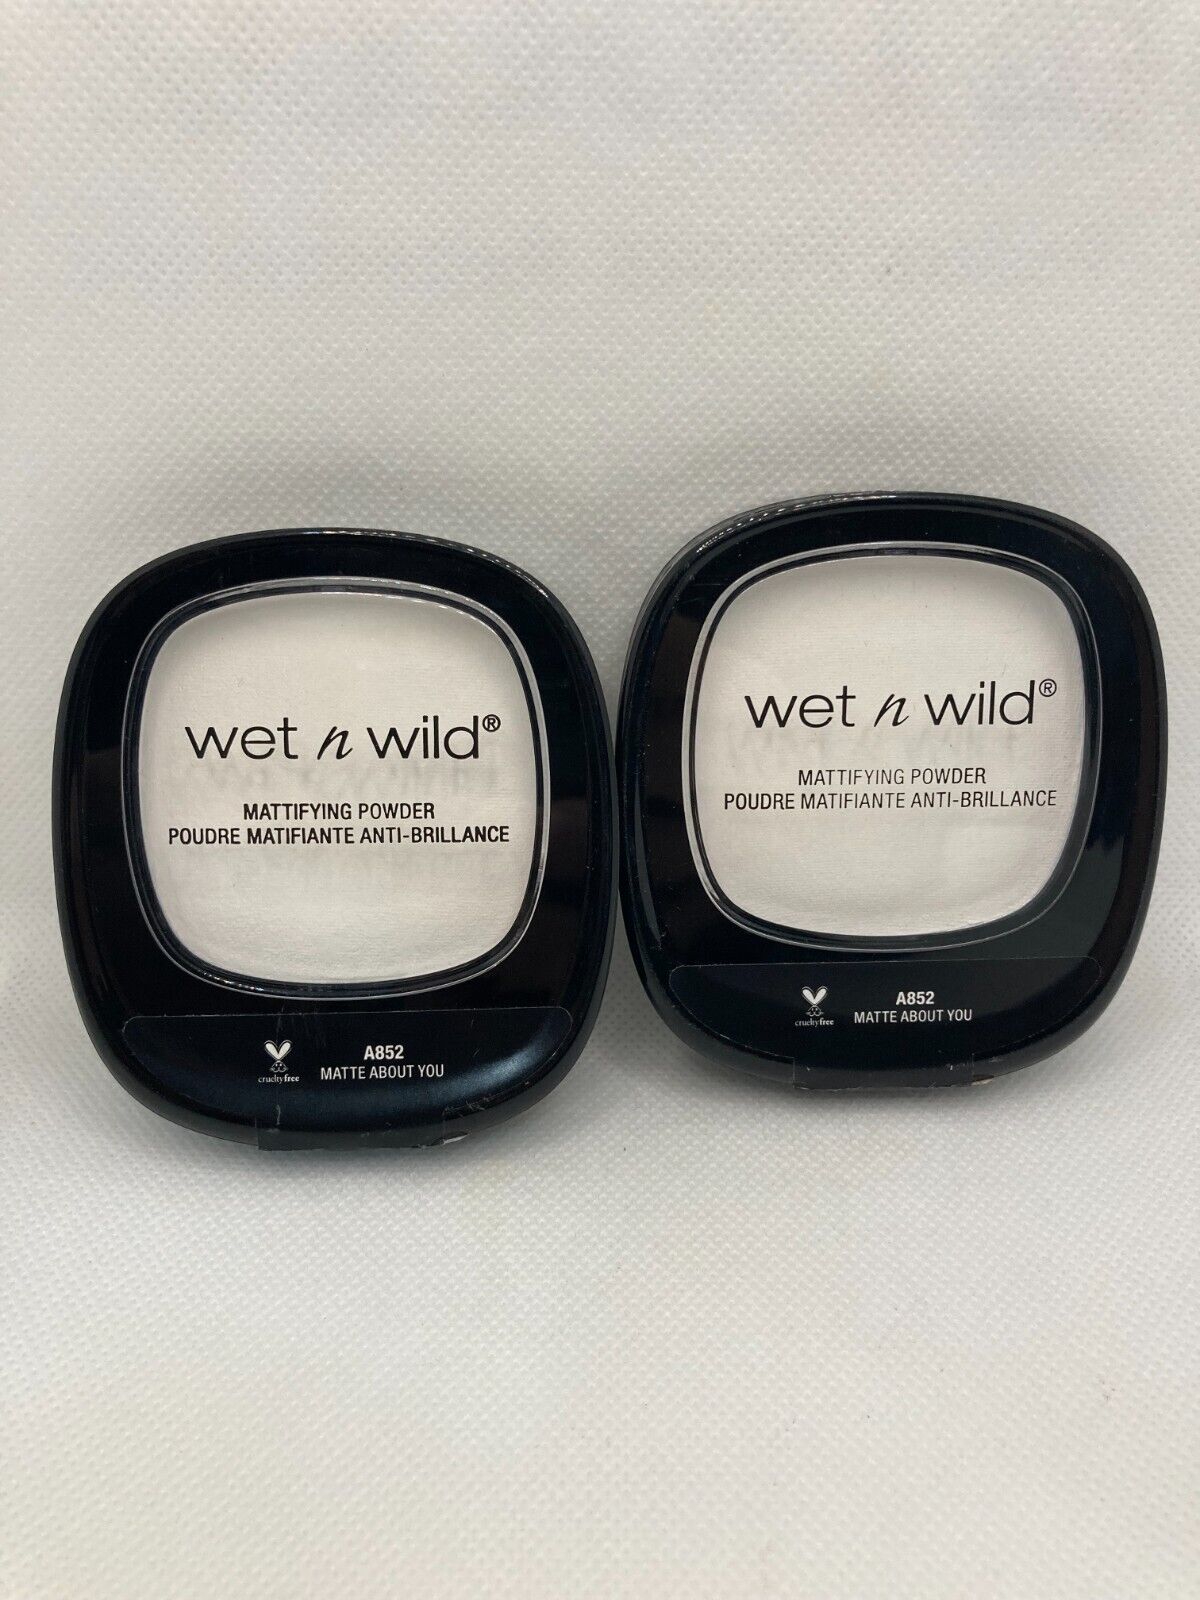 wet n wild®
MATTIFYING POWDER
POUDRE MATIFIANTE ANTI-BRILLANCE
crueltyfree
A852
MATTE ABOUT YOU
wet n wild®
MATTIFYING POWDER
POUDRE MATIFIANTE ANTI-BRILLANCE
crueltyfree
A852
MATTE ABOUT YOU